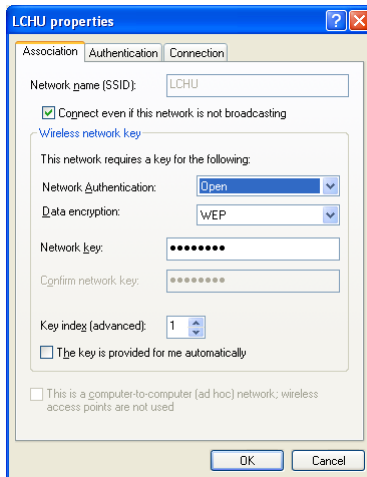 LCHU properties
Association Authentication Connection
Network name (SSID): LCHU
Connect even if this network is not broadcasting
Wireless network key
This network requires a key for the following:
Network Authentication: Open
Data encryption: WEP
Network key: ••••••••
Confirm network key: ••••••••
Key index (advanced): 1
The key is provided for me automatically
This is a computer-to-computer (ad hoc) network; wireless
access points are not used
OK Cancel